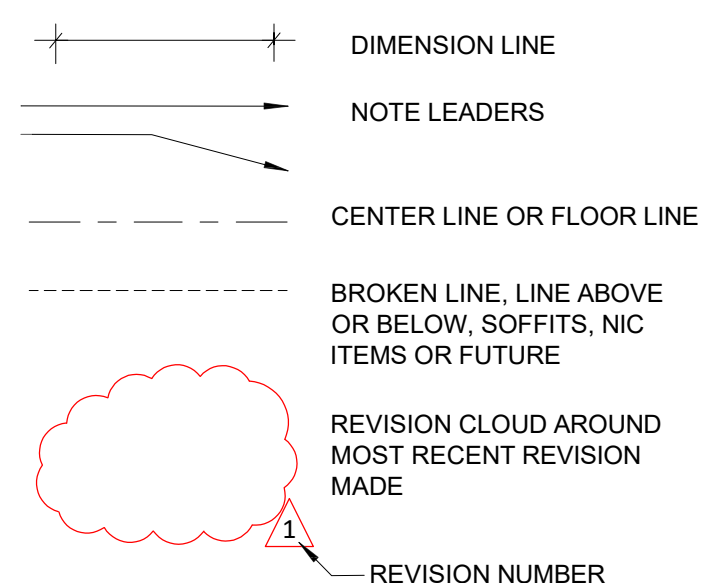 DIMENSION LINE
NOTE LEADERS
CENTER LINE OR FLOOR LINE
BROKEN LINE, LINE ABOVE
OR BELOW, SOFFITS, NIC
ITEMS OR FUTURE
REVISION CLOUD AROUND
MOST RECENT REVISION
MADE
1
REVISION NUMBER